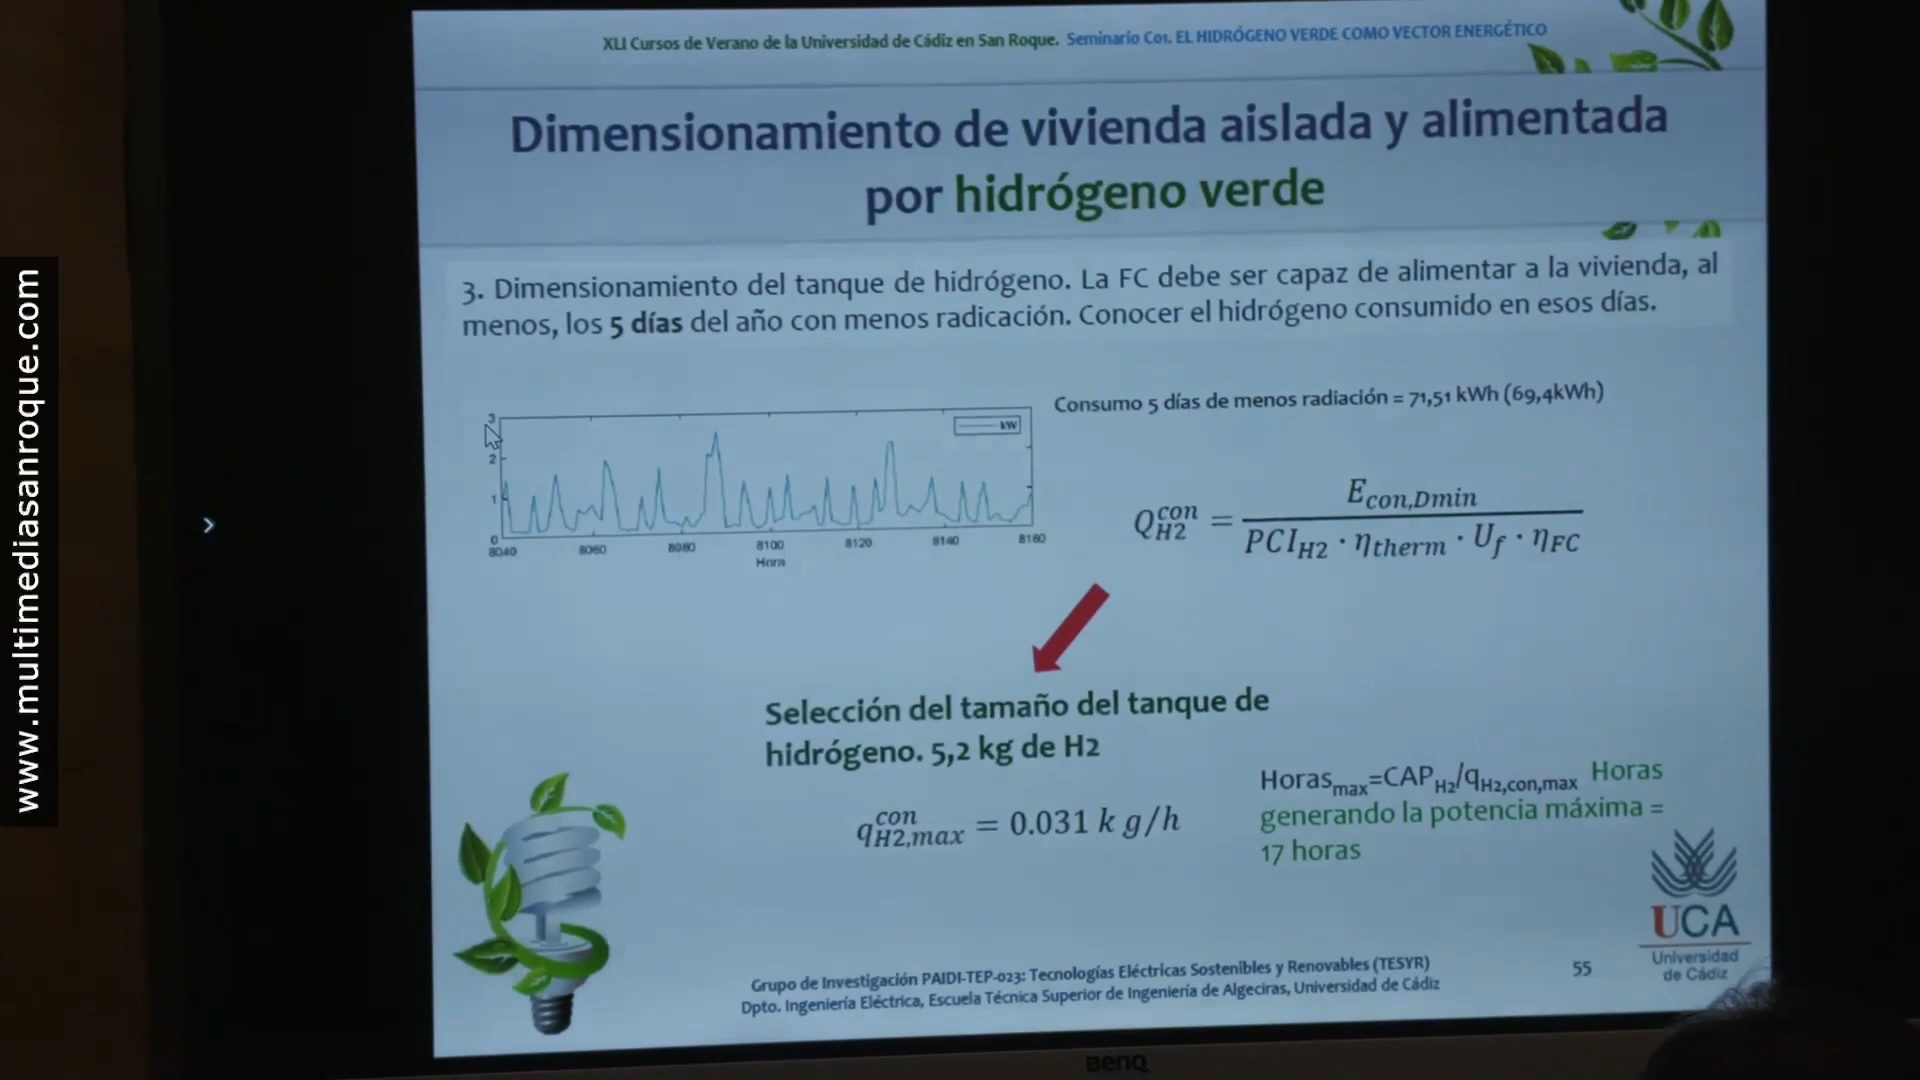 XLI Cursos de Verano de la Universidad de Cádiz en San Roque. Seminario C01. EL HIDRÓGENO VERDE COMO VECTOR ENERGÉTICO
Dimensionamiento de vivienda aislada y alimentada
por hidrógeno verde
3. Dimensionamiento del tanque de hidrógeno. La FC debe ser capaz de alimentar a la vivienda, al
menos, los 5 días del año con menos radicación. Conocer el hidrógeno consumido en esos días.
Consumo 5 días de menos radiación = 71,51 kWh (69,4kWh)
3
kW
2
1
0
8040 8060 8080 8100 8120 8140 8160
Hora
Q_{H2}^{con} = \frac{E_{con,Dmin}}{PCI_{H2} · η_{therm} · U_f · η_{FC}}
Selección del tamaño del tanque de
hidrógeno. 5,2 kg de H2
q_{H2,max}^{con} = 0.031 k g/h
Horas_{max}=CAP_{H2}/q_{H2,con,max} Horas
generando la potencia máxima =
17 horas
UCA
Universidad
de Cádiz
Grupo de Investigación PAIDI-TEP-023: Tecnologías Eléctricas Sostenibles y Renovables (TESYR)
Dpto. Ingeniería Eléctrica, Escuela Técnica Superior de Ingeniería de Algeciras, Universidad de Cádiz
55
BenQ
www.multimediasanroque.com